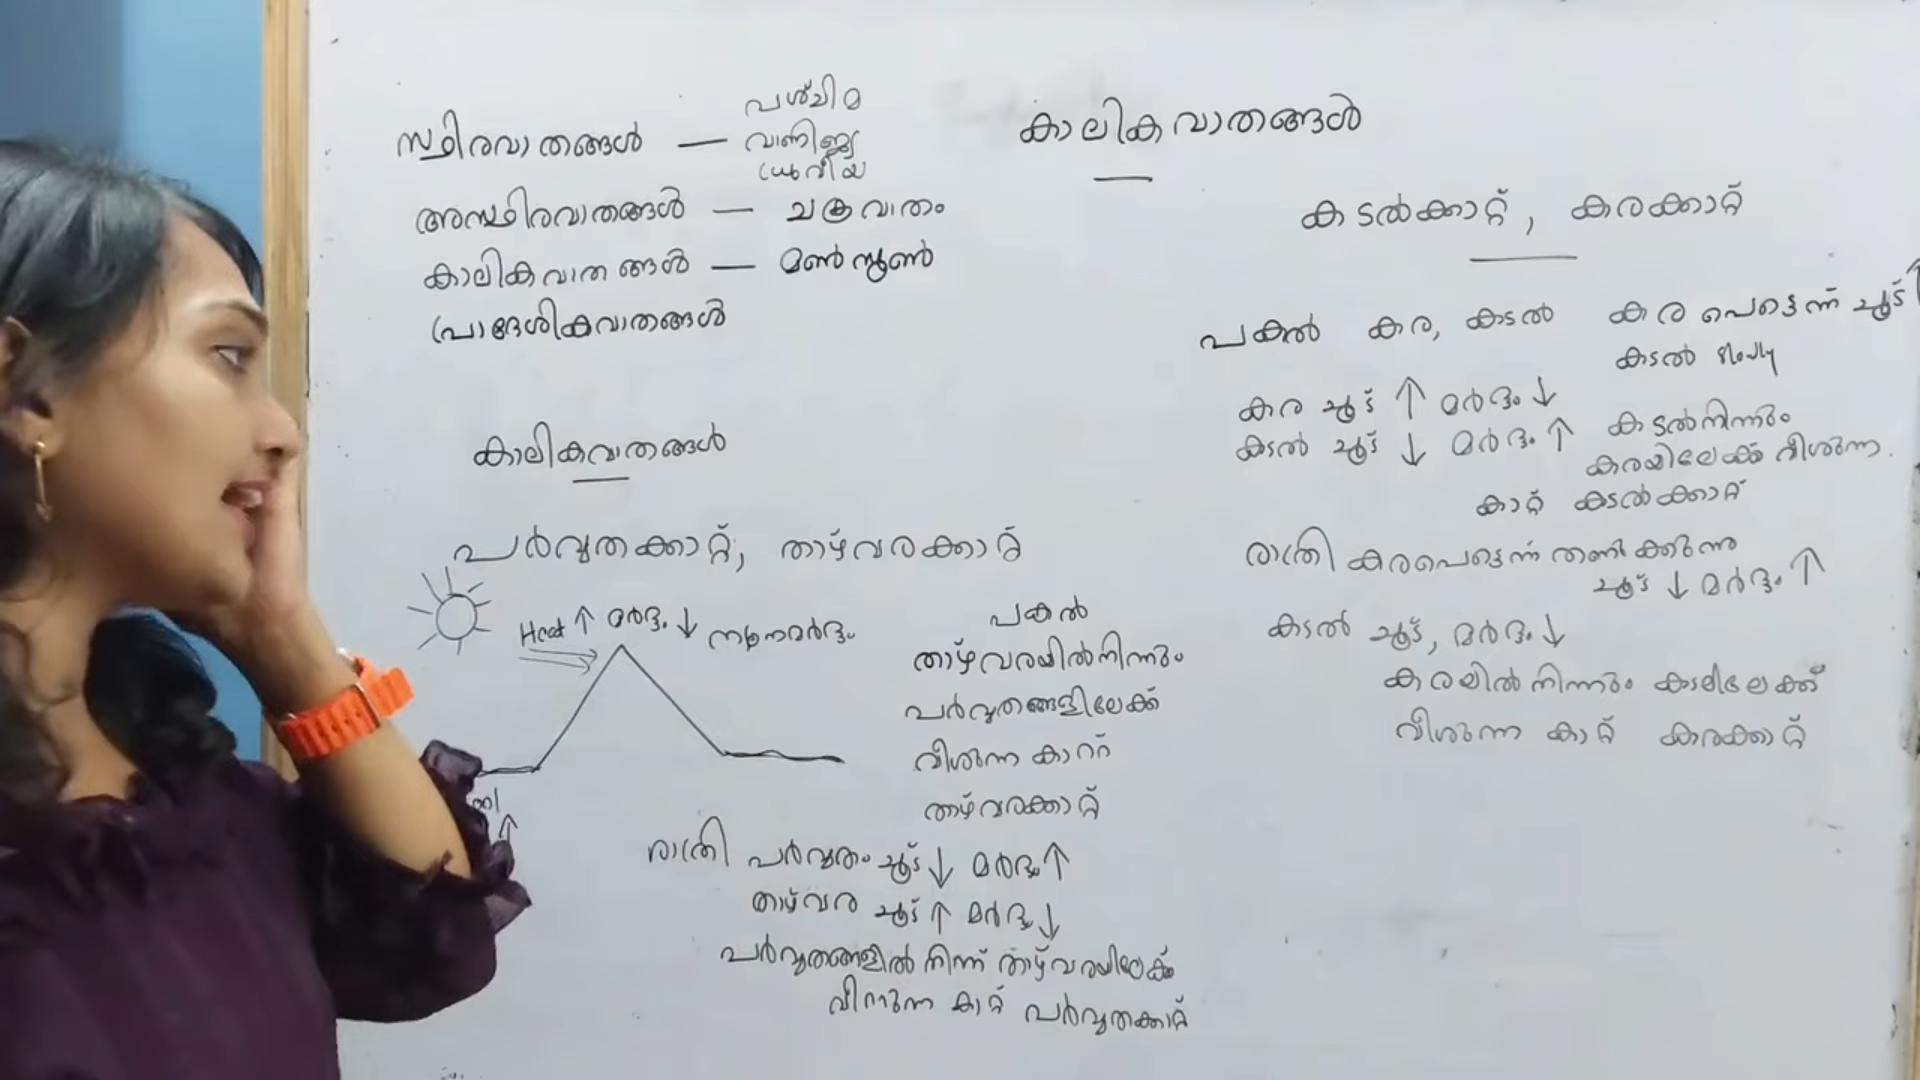 സ്ഥിരവാതങ്ങൾ — പശ്ചിമ
വാണിജ്യ
ധ്രുവീയ
അസ്ഥിരവാതങ്ങൾ — ചക്രവാതം
കാലികവാതങ്ങൾ — മൺസൂൺ
പ്രാദേശികവാതങ്ങൾ
കാലികവാതങ്ങൾ
പർവ്വതക്കാറ്റ്, താഴ്‌വരക്കാറ്റ്
Heat ↑ മർദ്ദം ↓ ന്യൂനമർദ്ദം
പകൽ
താഴ്‌വരയിൽനിന്നും
പർവ്വതങ്ങളിലേക്ക്
വീശുന്ന കാറ്റ്
താഴ്‌വരക്കാറ്റ്
രാത്രി പർവ്വതം ചൂട് ↓ മർദ്ദം ↑
താഴ്‌വര ചൂട് ↑ മർദ്ദം ↓
പർവ്വതങ്ങളിൽ നിന്ന് താഴ്‌വരയിലേക്ക്
വീശുന്ന കാറ്റ് പർവ്വതക്കാറ്റ്
കാലികവാതങ്ങൾ
കടൽക്കാറ്റ്, കരക്കാറ്റ്
പകൽ കര, കടൽ കര പെട്ടെന്ന് ചൂട് ↑
കടൽ slowly
കര ചൂട് ↑ മർദ്ദം ↓
കടൽ ചൂട് ↓ മർദ്ദം ↑
കടൽനിന്നും
കരയിലേക്ക് വീശുന്ന
കാറ്റ് കടൽക്കാറ്റ്
രാത്രി കരപെട്ടെന്ന് തണുക്കുന്നു
ചൂട് ↓ മർദ്ദം ↑
കടൽ ചൂട്, മർദ്ദം ↓
കരയിൽ നിന്നും കടലിലേക്ക്
വീശുന്ന കാറ്റ് കരക്കാറ്റ്